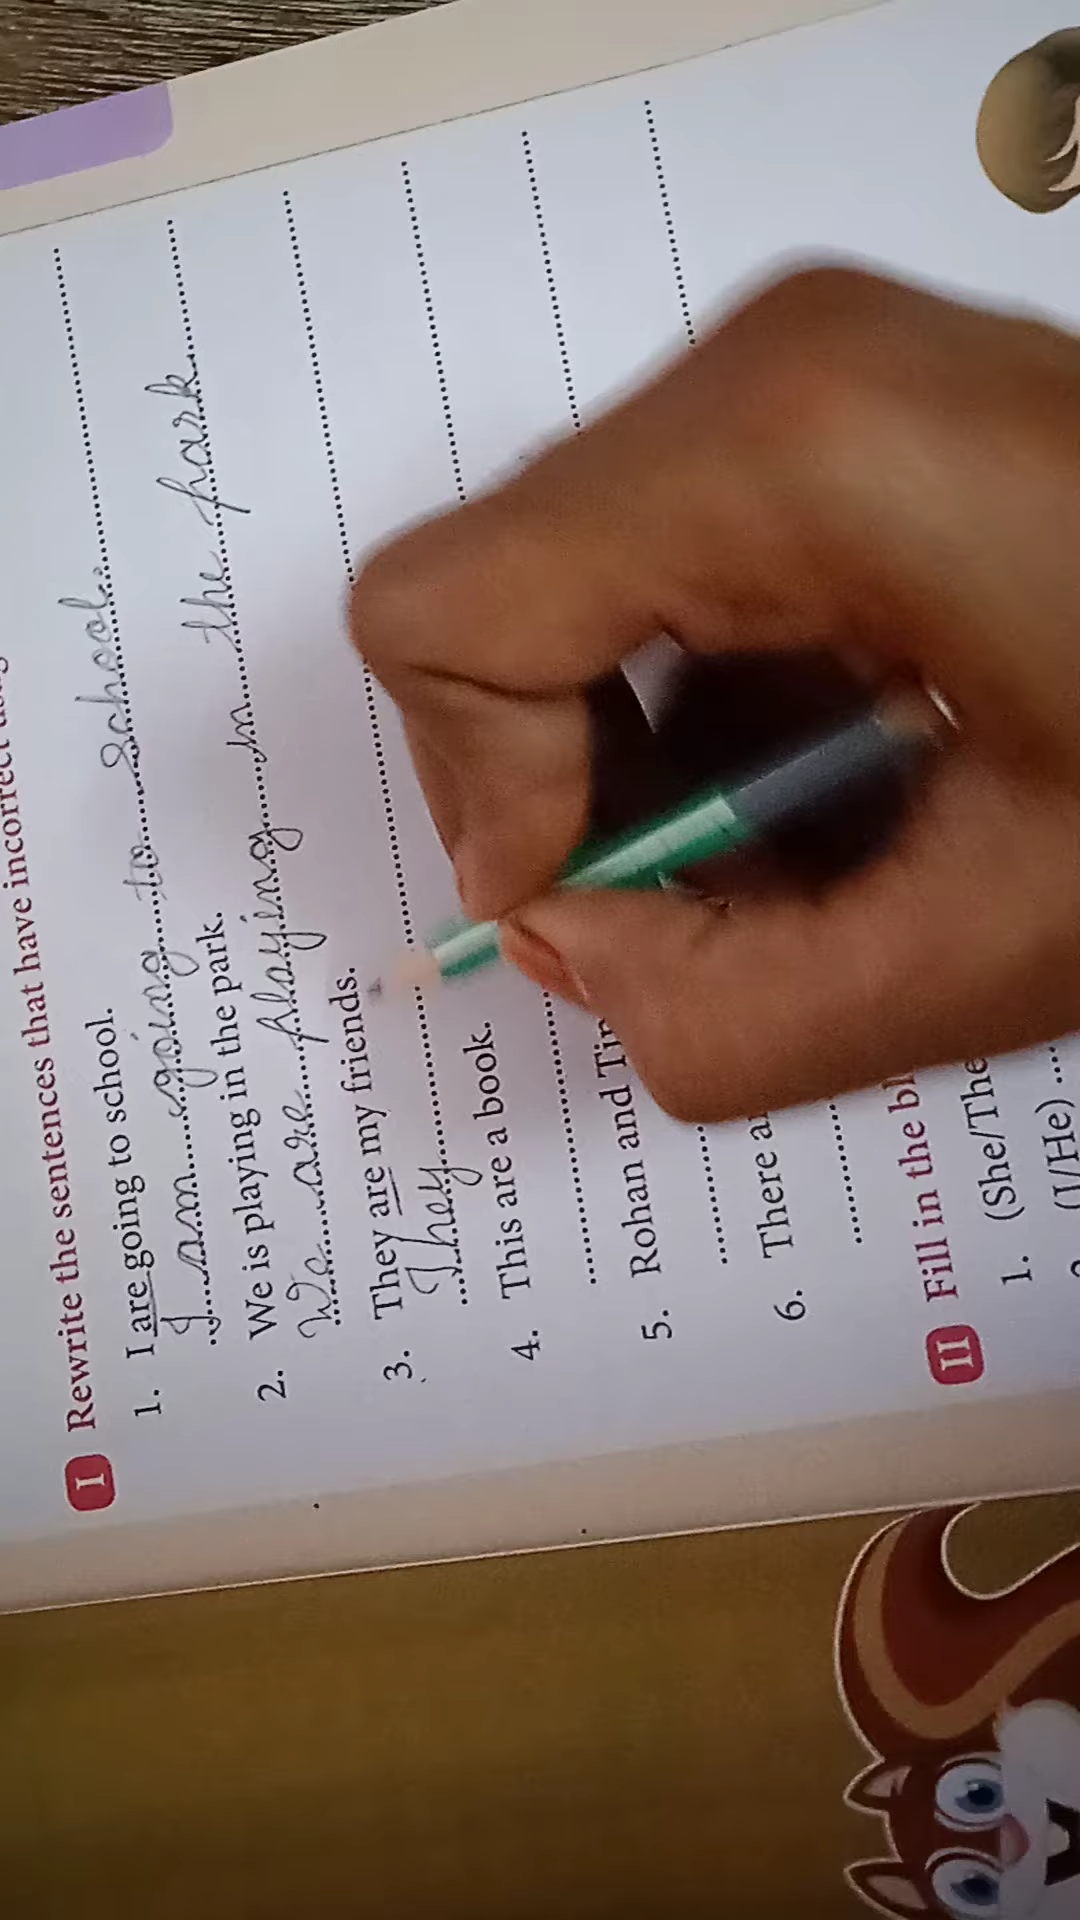 I Rewrite the sentences that have incorrect
1. I are going to school.
I am going to school.
2. We is playing in the park.
We are playing in the park
3. They are my friends.
They
4. This are a book.
5. Rohan and
6. There
II Fill in the
1. (She/The
(I/He)